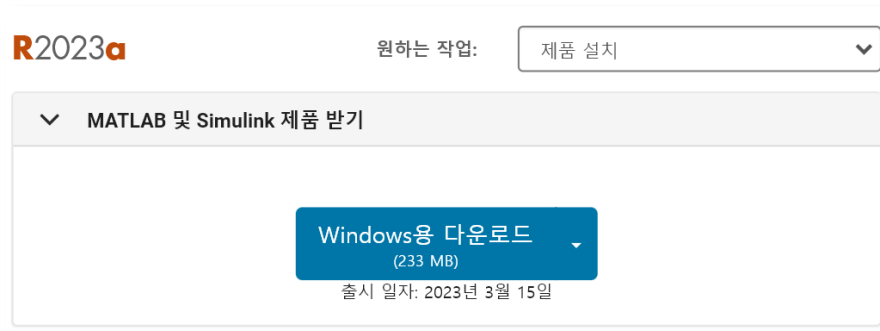 R2023a 원하는 작업: 제품 설치
MATLAB 및 Simulink 제품 받기
Windows용 다운로드
(233 MB)
출시 일자: 2023년 3월 15일